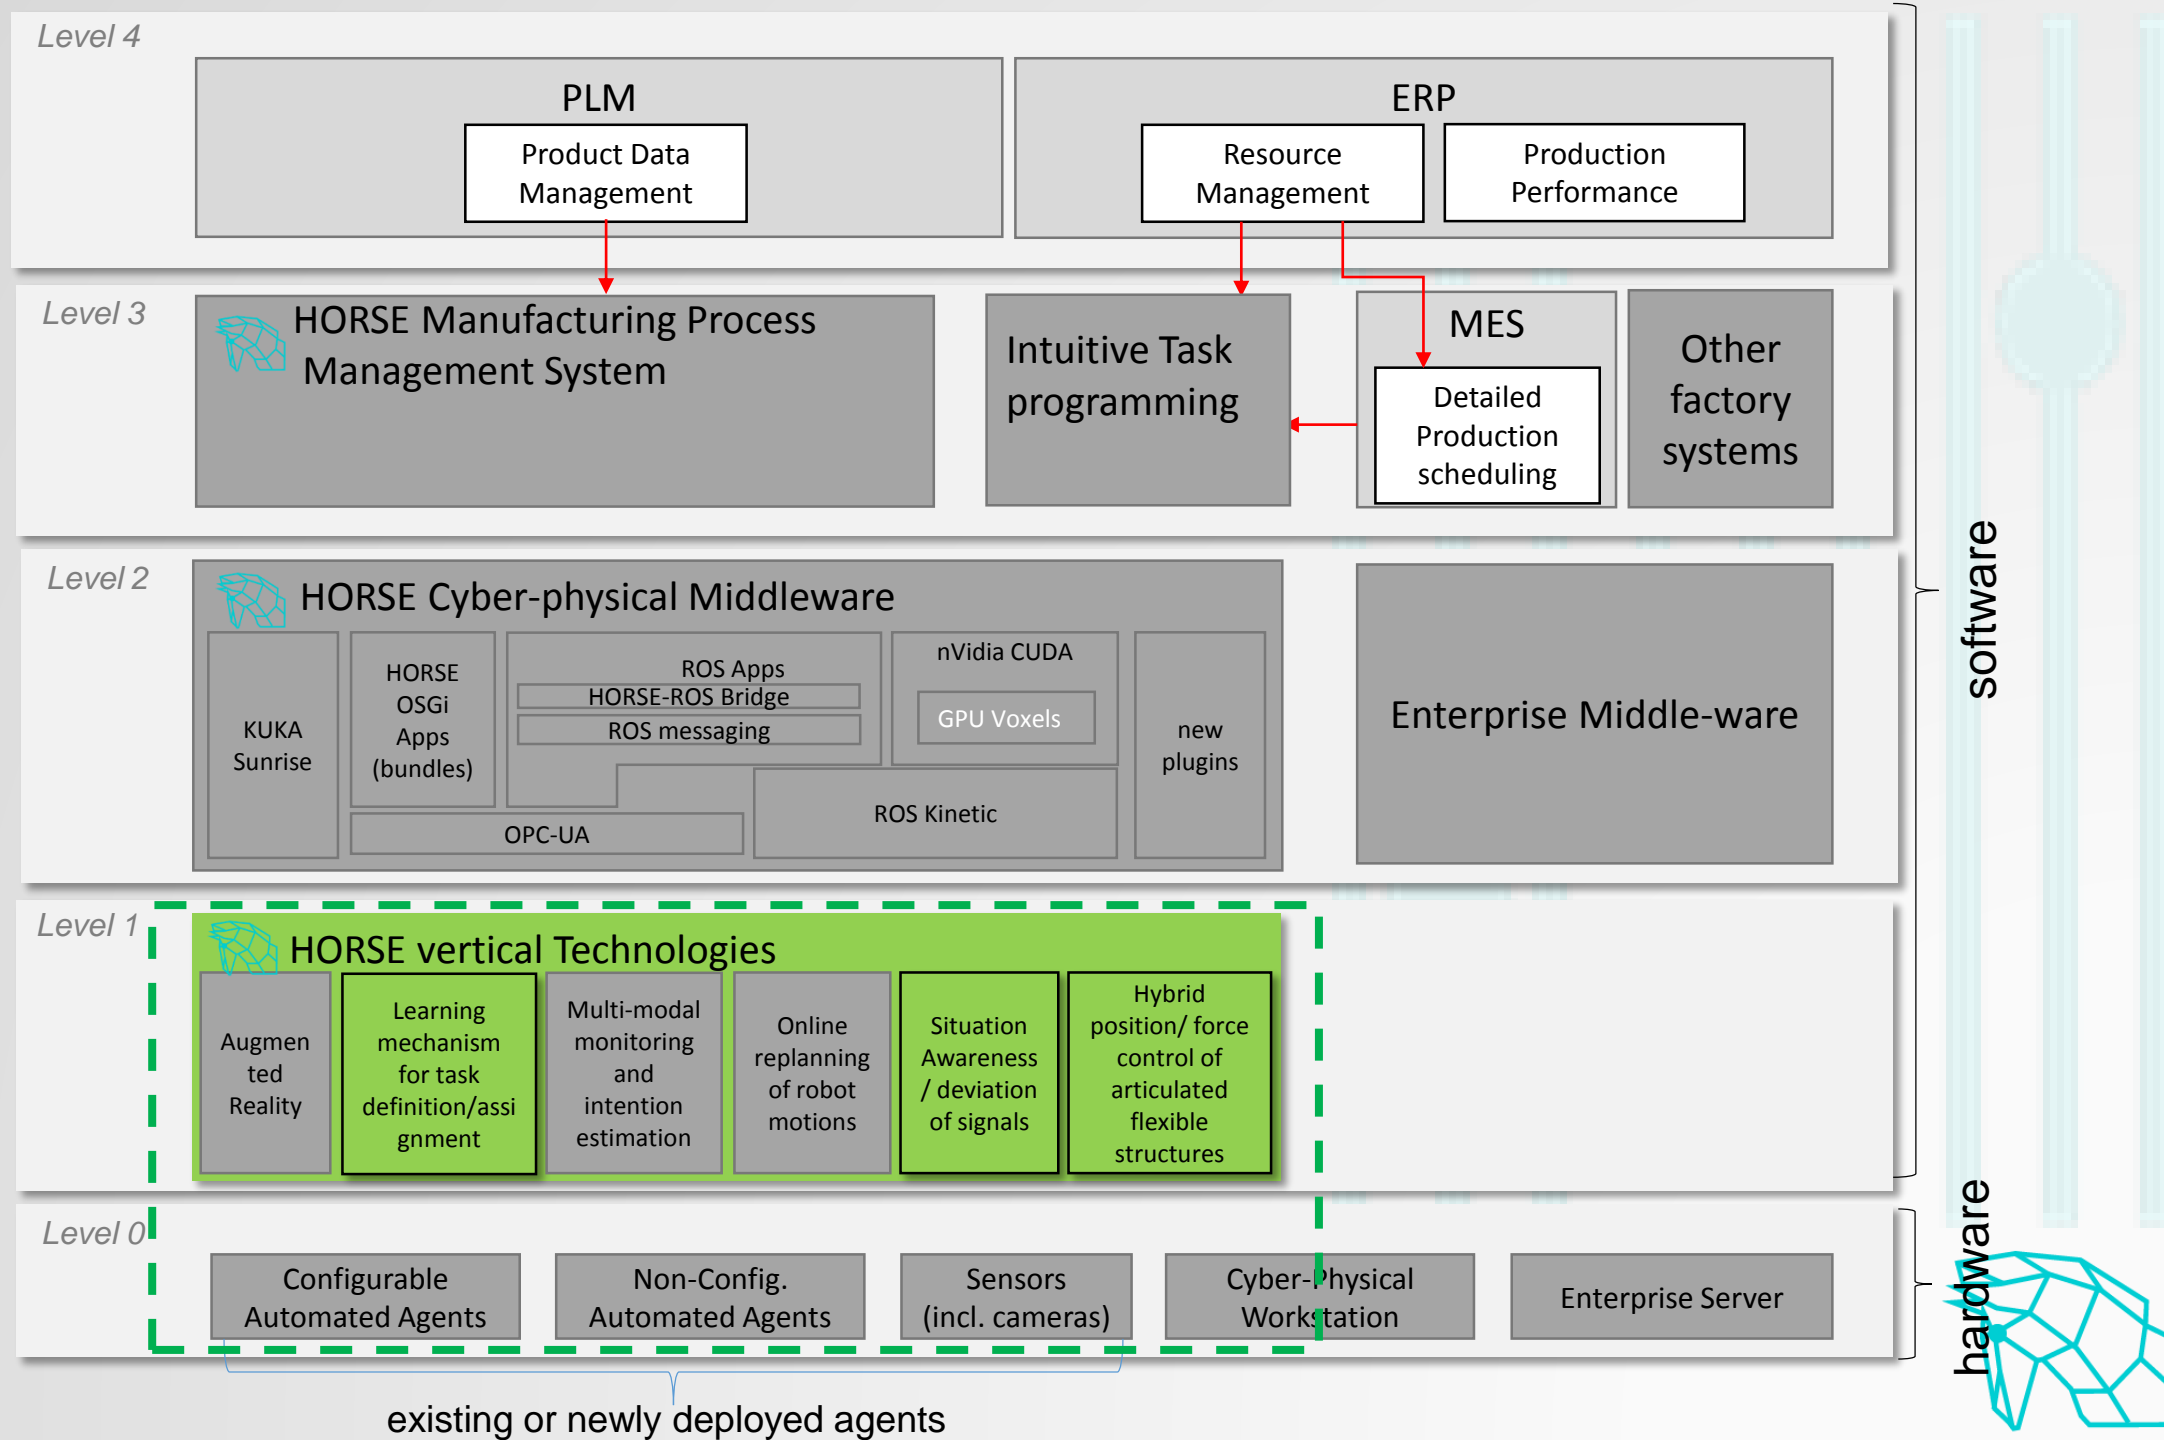 Level 4
PLM
Product Data
Management
ERP
Resource
Management
Production
Performance
Level 3
HORSE Manufacturing Process
Management System
Intuitive Task
programming
MES
Detailed
Production
scheduling
Other
factory
systems
software
Level 2
HORSE Cyber-physical Middleware
KUKA
Sunrise
HORSE
OSGi
Apps
(bundles)
ROS Apps
HORSE-ROS Bridge
ROS messaging
nVidia CUDA
GPU Voxels
new
plugins
OPC-UA
ROS Kinetic
Enterprise Middle-ware
Level 1
HORSE vertical Technologies
Augmen
ted
Reality
Learning
mechanism
for task
definition/assi
gnment
Multi-modal
monitoring
and
intention
estimation
Online
replanning
of robot
motions
Situation
Awareness
/ deviation
of signals
Hybrid
position/ force
control of
articulated
flexible
structures
Level 0
Configurable
Automated Agents
Non-Config.
Automated Agents
Sensors
(incl. cameras)
Cyber-Physical
Workstation
Enterprise Server
hardware
existing or newly deployed agents